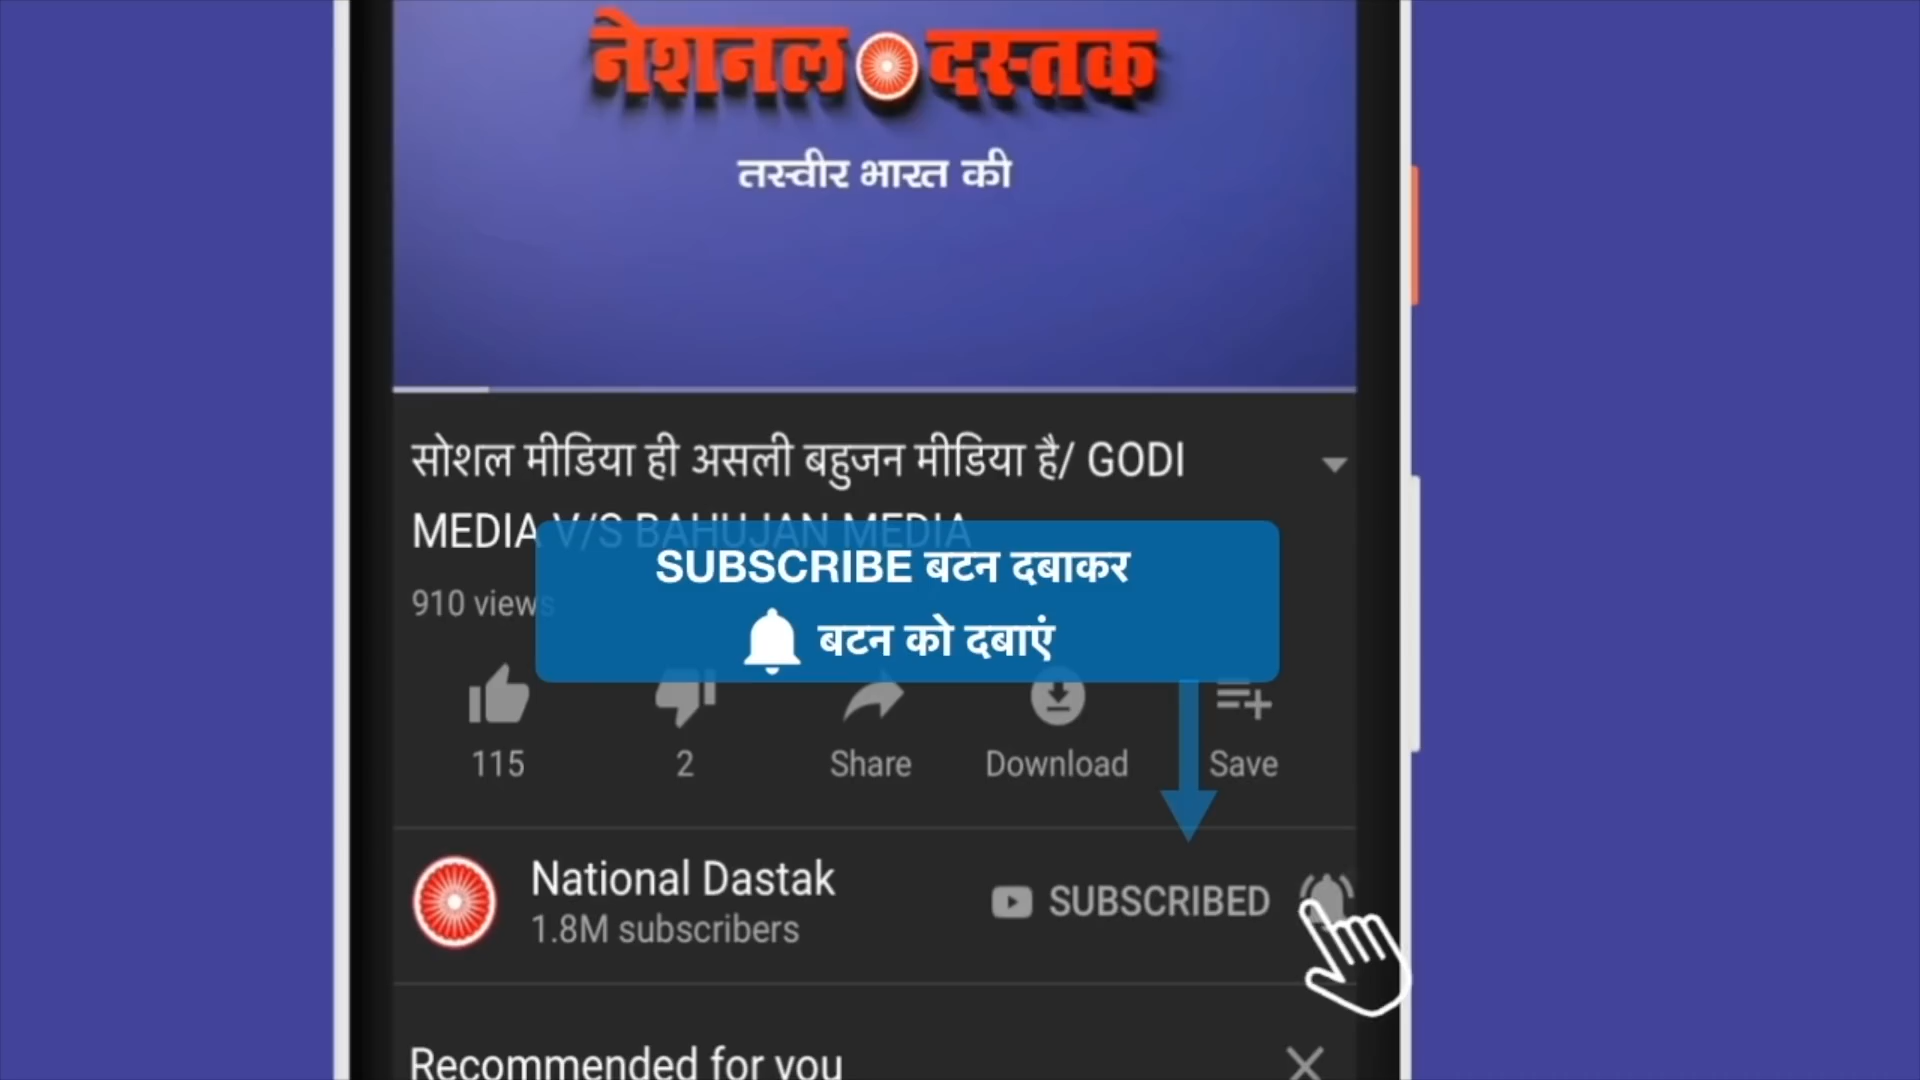 नेशनल दस्तक
तस्वीर भारत की
सोशल मीडिया ही असली बहुजन मीडिया है/ GODI
MEDIA V/S BAHUJAN MEDIA
SUBSCRIBE बटन दबाकर
बटन को दबाएं
910 views
115
2
Share
Download
Save
National Dastak
1.8M subscribers
SUBSCRIBED
Recommended for you